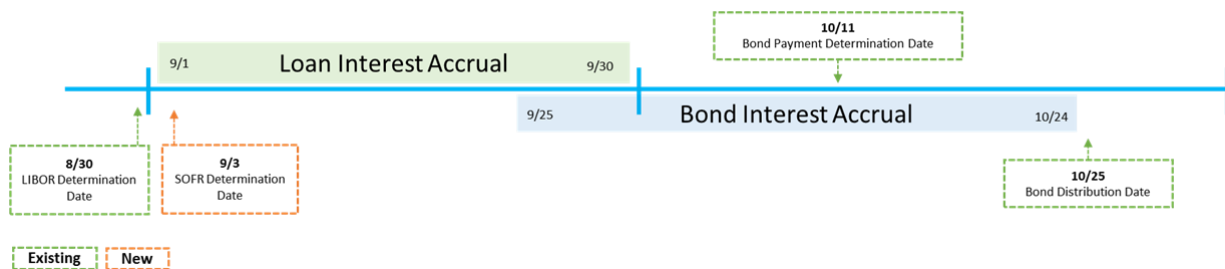 10/11
Bond Payment Determination Date
9/1
Loan Interest Accrual
9/30
9/25
Bond Interest Accrual
10/24
8/30
LIBOR Determination
Date
9/3
SOFR Determination
Date
10/25
Bond Distribution Date
Existing
New